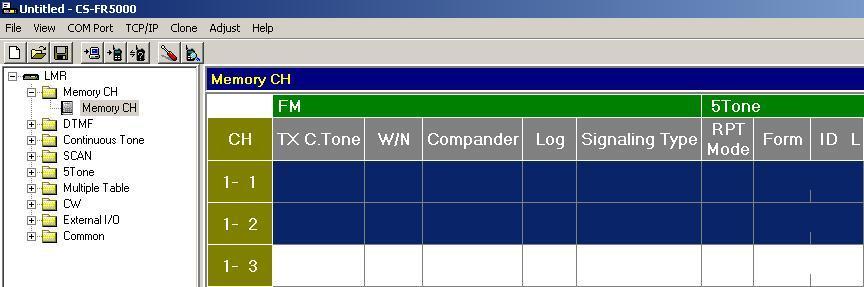 Untitled - CS-FR5000
File View COM Port TCP/IP Clone Adjust Help
LMR
Memory CH
Memory CH
DTMF
Continuous Tone
SCAN
5Tone
Multiple Table
CW
External I/O
Common
Memory CH
FM 5Tone
CH TX C.Tone W/N Compander Log Signaling Type RPT Mode Form ID L
1- 1
1- 2
1- 3